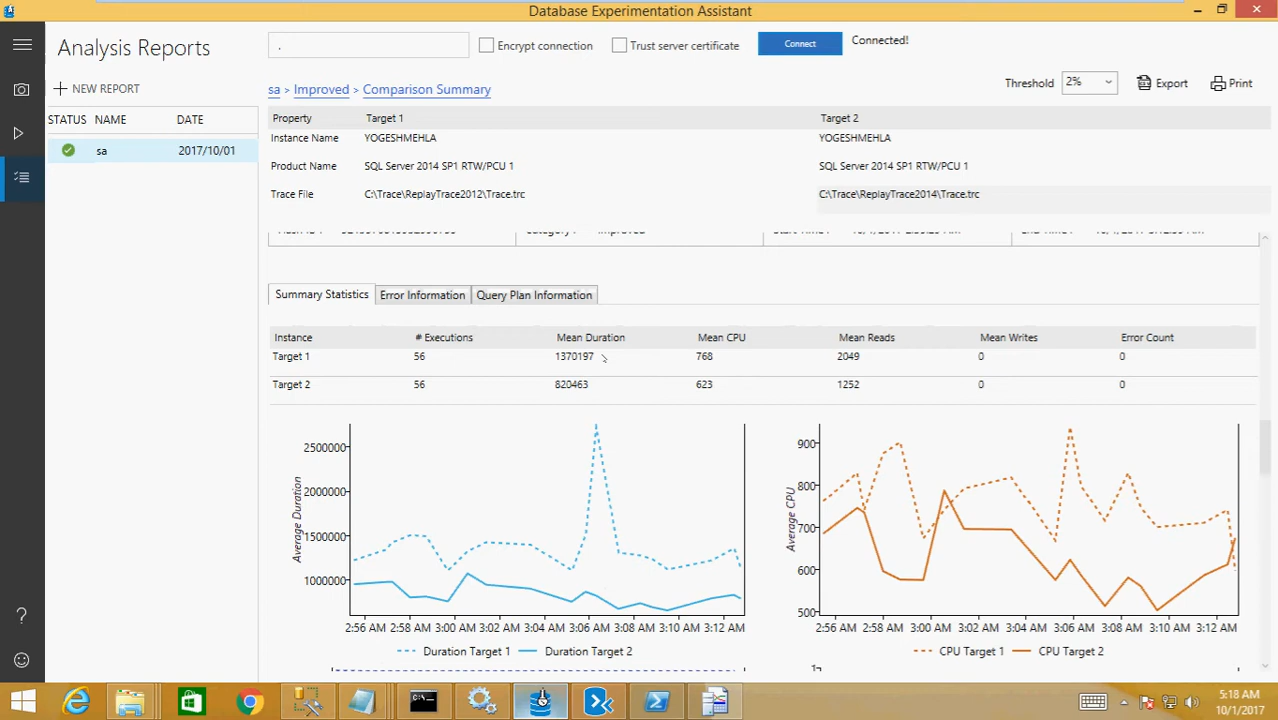 Database Experimentation Assistant
Analysis Reports
Encrypt connection
Trust server certificate
Connect
Connected!
NEW REPORT
Threshold
2%
Export
Print
sa > Improved > Comparison Summary
STATUS NAME DATE
sa 2017/10/01
Property Target 1 Target 2
Instance Name YOGESHMEHLA YOGESHMEHLA
Product Name SQL Server 2014 SP1 RTW/PCU 1 SQL Server 2014 SP1 RTW/PCU 1
Trace File C:\Trace\ReplayTrace2012\Trace.trc C:\Trace\ReplayTrace2014\Trace.trc
Summary Statistics Error Information Query Plan Information
Instance # Executions Mean Duration Mean CPU Mean Reads Mean Writes Error Count
Target 1 56 1370197 768 2049 0 0
Target 2 56 820463 623 1252 0 0
Average Duration
2500000
2000000
1500000
1000000
2:56 AM 2:58 AM 3:00 AM 3:02 AM 3:04 AM 3:06 AM 3:08 AM 3:10 AM 3:12 AM
Duration Target 1 Duration Target 2
Average CPU
900
800
700
600
500
2:56 AM 2:58 AM 3:00 AM 3:02 AM 3:04 AM 3:06 AM 3:08 AM 3:10 AM 3:12 AM
CPU Target 1 CPU Target 2
5:18 AM
10/1/2017